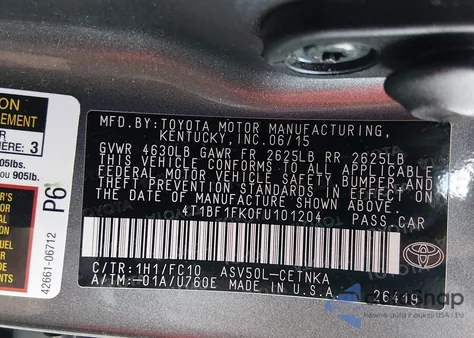 ON
CEMENT
IÈRE: 3
905lbs.
905lbs.
P6
42661-06712
MFD.BY:TOYOTA MOTOR MANUFACTURING,
KENTUCKY, INC.06/15
GVWR 4630LB GAWR FR 2625LB RR 2625LB
THIS VEHICLE CONFORMS TO ALL APPLICABLE
FEDERAL MOTOR VEHICLE SAFETY,BUMPER,AND
THEFT PREVENTION STANDARDS IN EFFECT ON
THE DATE OF MANUFACTURE SHOWN ABOVE.
4T1BF1FK0FU101204 PASS.CAR
C/TR:1H1/FC10 ASV50L-CETNKA
A/TM:-01A/U760E MADE IN U.S.A.
TOYOTA